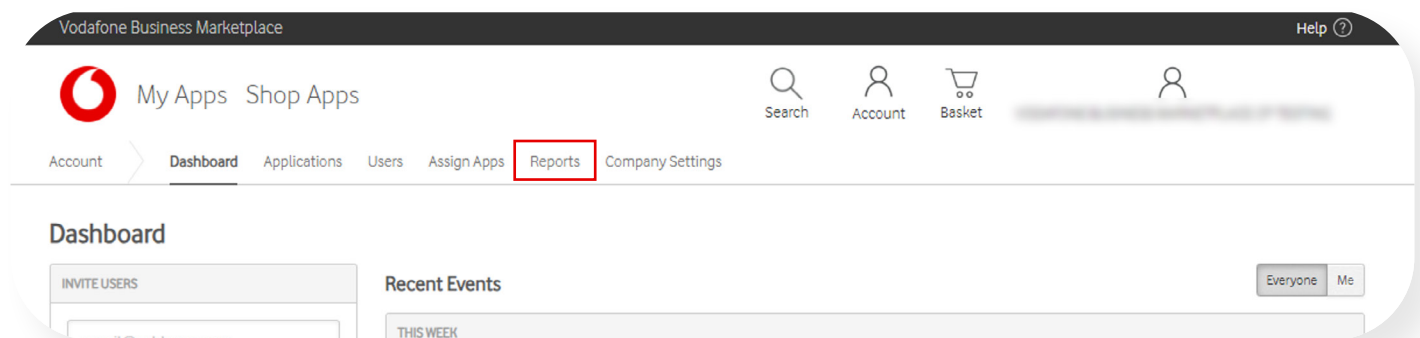 Vodafone Business Marketplace Help ?
My Apps Shop Apps
Search Account Basket
Account Dashboard Applications Users Assign Apps Reports Company Settings
Dashboard
INVITE USERS
Recent Events
Everyone Me
THIS WEEK